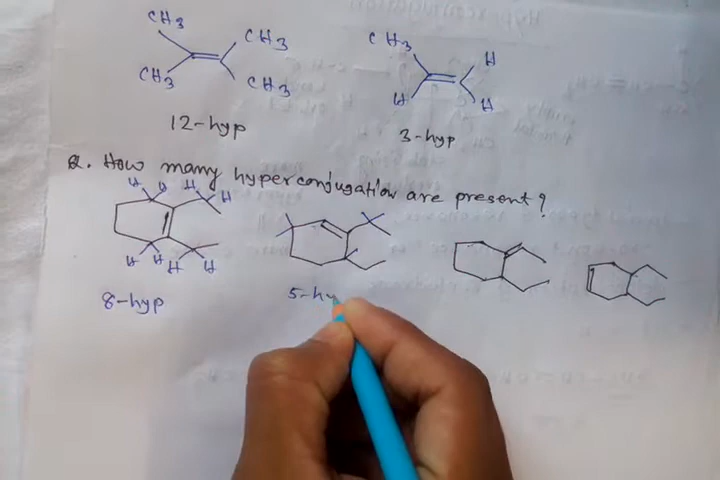 CH3 CH3
CH3 CH3
12-hyp
CH3 H
H H
3-hyp
Q. How many hyperconjugation are present?
H H H H
H H H H
8-hyp
5-hy